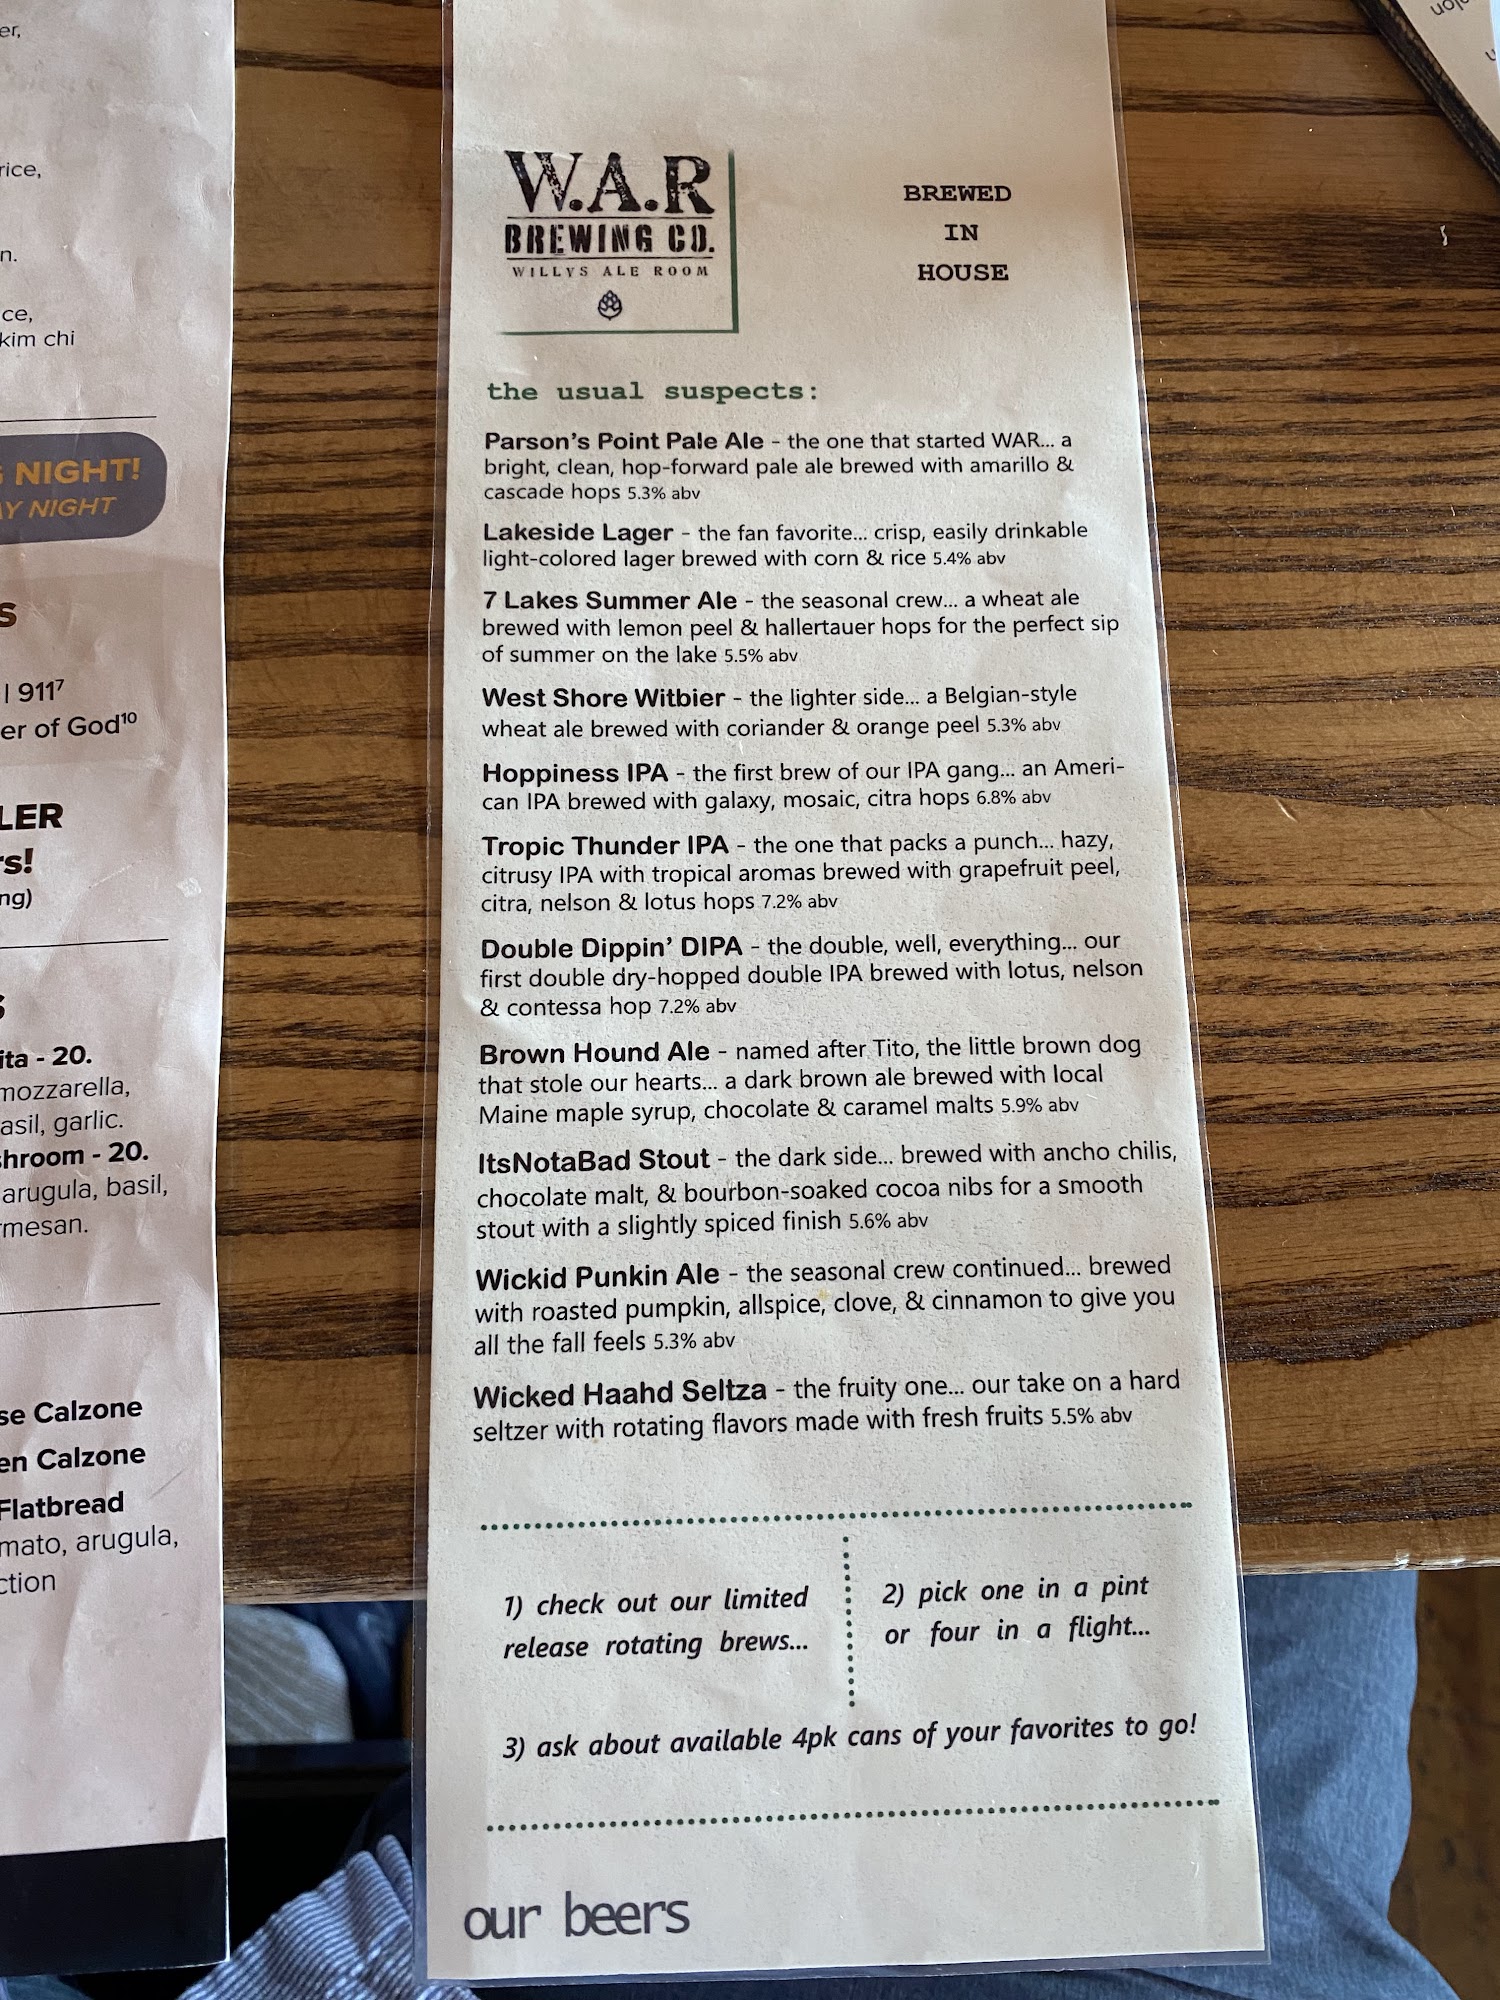 er,
rice,
n.
ce,
kim chi
NIGHT!
AY NIGHT
S
| 911⁷
er of God¹⁰
LER
rs!
ng)
S
ita - 20.
mozzarella,
asil, garlic.
shroom - 20.
arugula, basil,
rmesan.
se Calzone
en Calzone
Flatbread
mato, arugula,
ction
W.A.R
BREWING CO.
WILLYS ALE ROOM
BREWED
IN
HOUSE
the usual suspects:
Parson's Point Pale Ale - the one that started WAR... a
bright, clean, hop-forward pale ale brewed with amarillo &
cascade hops 5.3% abv
Lakeside Lager - the fan favorite... crisp, easily drinkable
light-colored lager brewed with corn & rice 5.4% abv
7 Lakes Summer Ale - the seasonal crew... a wheat ale
brewed with lemon peel & hallertauer hops for the perfect sip
of summer on the lake 5.5% abv
West Shore Witbier - the lighter side... a Belgian-style
wheat ale brewed with coriander & orange peel 5.3% abv
Hoppiness IPA - the first brew of our IPA gang... an Ameri-
can IPA brewed with galaxy, mosaic, citra hops 6.8% abv
Tropic Thunder IPA - the one that packs a punch... hazy,
citrusy IPA with tropical aromas brewed with grapefruit peel,
citra, nelson & lotus hops 7.2% abv
Double Dippin' DIPA - the double, well, everything... our
first double dry-hopped double IPA brewed with lotus, nelson
& contessa hop 7.2% abv
Brown Hound Ale - named after Tito, the little brown dog
that stole our hearts... a dark brown ale brewed with local
Maine maple syrup, chocolate & caramel malts 5.9% abv
ItsNotaBad Stout - the dark side... brewed with ancho chilis,
chocolate malt, & bourbon-soaked cocoa nibs for a smooth
stout with a slightly spiced finish 5.6% abv
Wickid Punkin Ale - the seasonal crew continued... brewed
with roasted pumpkin, allspice, clove, & cinnamon to give you
all the fall feels 5.3% abv
Wicked Haahd Seltza - the fruity one... our take on a hard
seltzer with rotating flavors made with fresh fruits 5.5% abv
1) check out our limited
release rotating brews...
2) pick one in a pint
or four in a flight...
3) ask about available 4pk cans of your favorites to go!
our beers